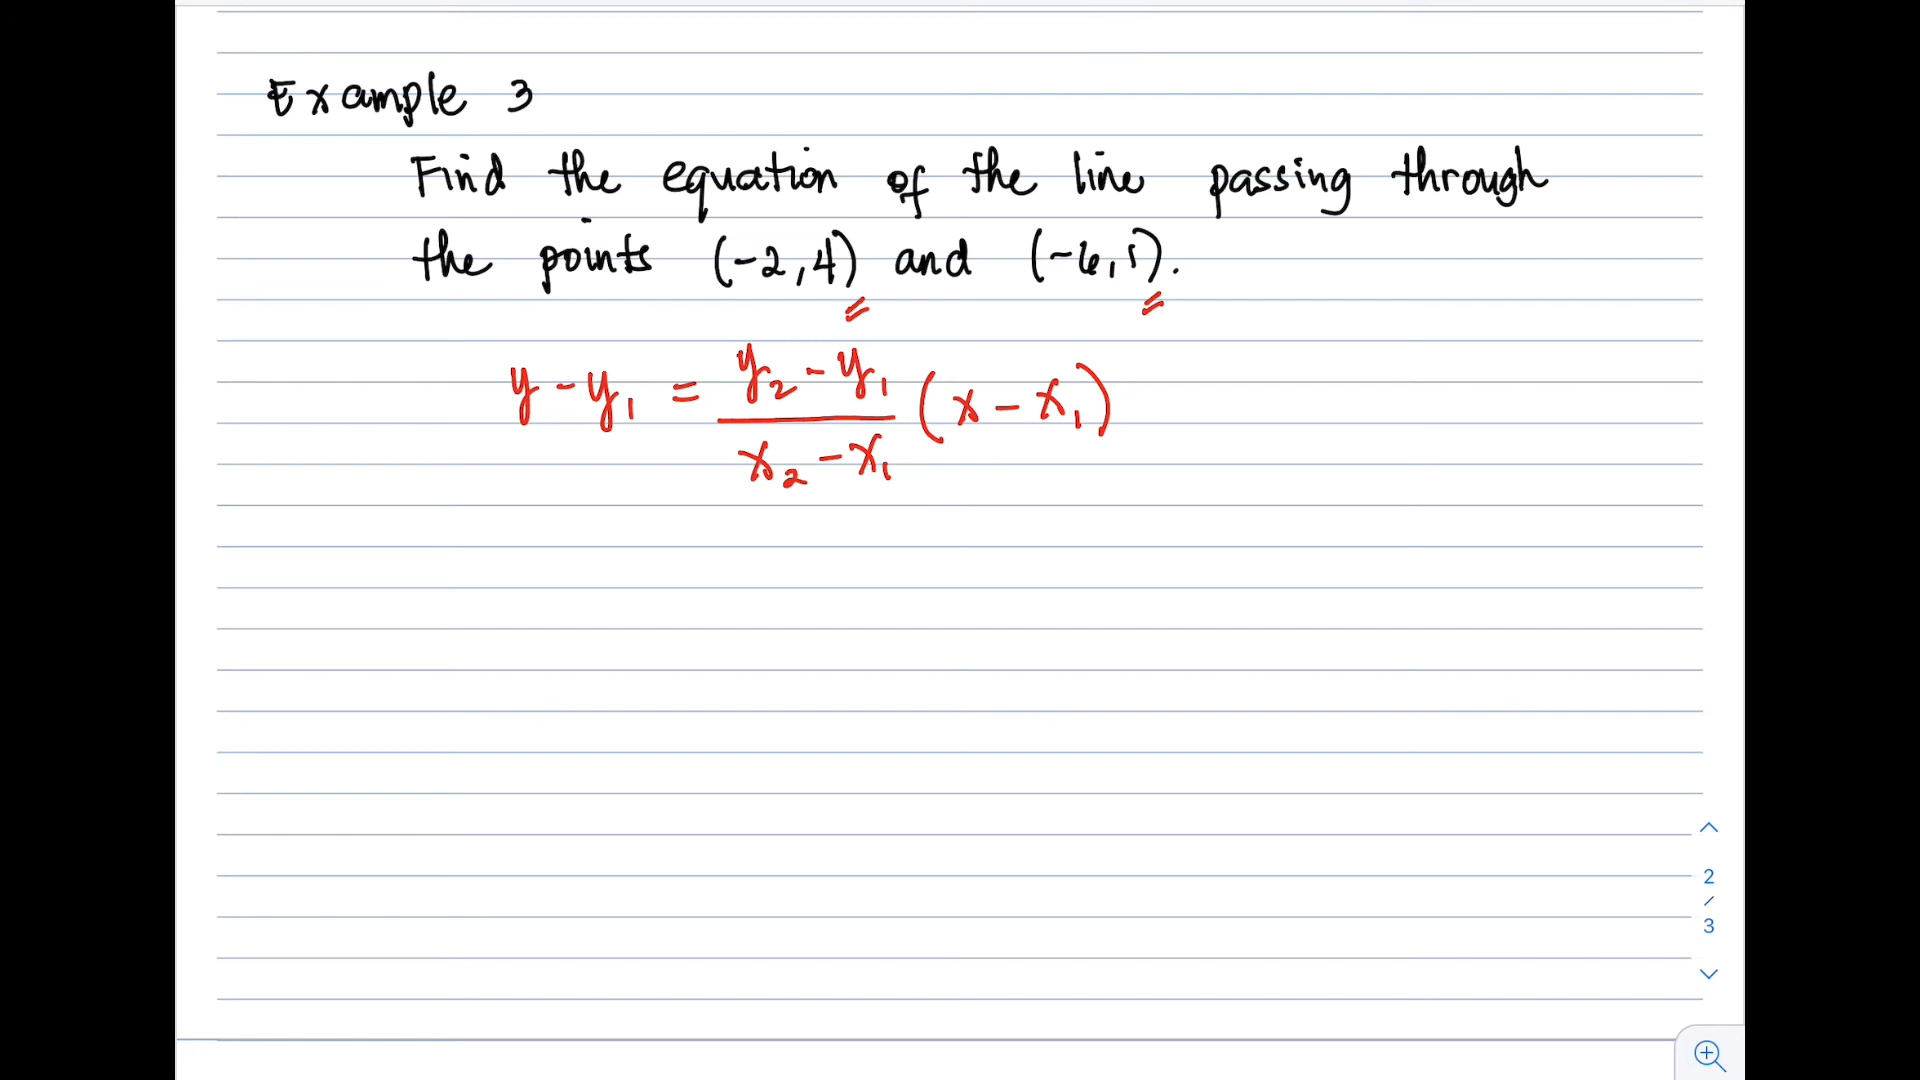 Example 3
Find the equation of the line passing through
the points (-2,4) and (-6,1).
y - y₁ = (y₂ - y₁)/(x₂ - x₁) (x - x₁)
2
/
3